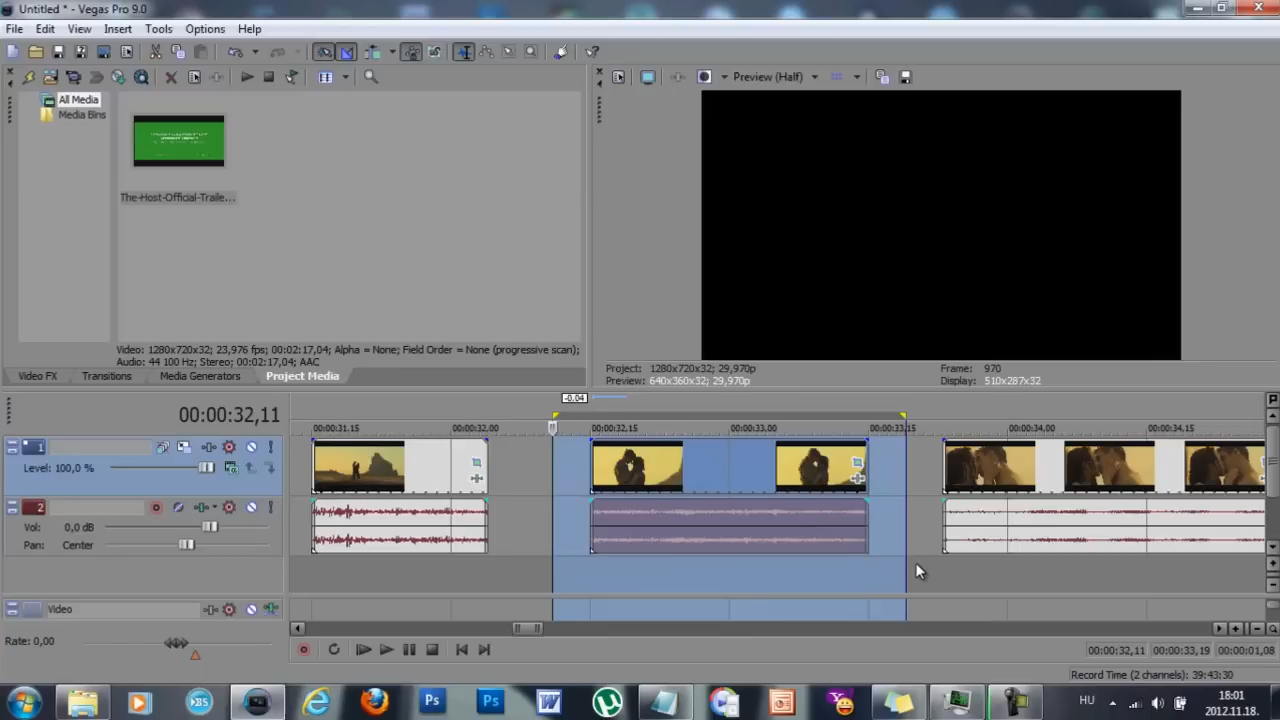 Untitled * - Vegas Pro 9.0
File Edit View Insert Tools Options Help
All Media
Media Bins
The-Host-Official-Traile...
Preview (Half)
Video: 1280x720x32; 23,976 fps; 00:02:17,04; Alpha = None; Field Order = None (progressive scan);
Audio: 44 100 Hz; Stereo; 00:02:17,04; AAC
Video FX Transitions Media Generators Project Media
Project: 1280x720x32; 29,970p Frame: 970
Preview: 640x360x32; 29,970p Display: 510x287x32
-0.04
00:00:32,11
00:00:31,15 00:00:32,00 00:00:32,15 00:00:33,00 00:00:33,15 00:00:34,00 00:00:34,15
1
Level: 100,0 %
2
Vol: 0,0 dB
Pan: Center
Video
Rate: 0,00
00:00:32,11 00:00:33,19 00:00:01,08
Record Time (2 channels): 39:43:30
HU 18:01
2012.11.18.